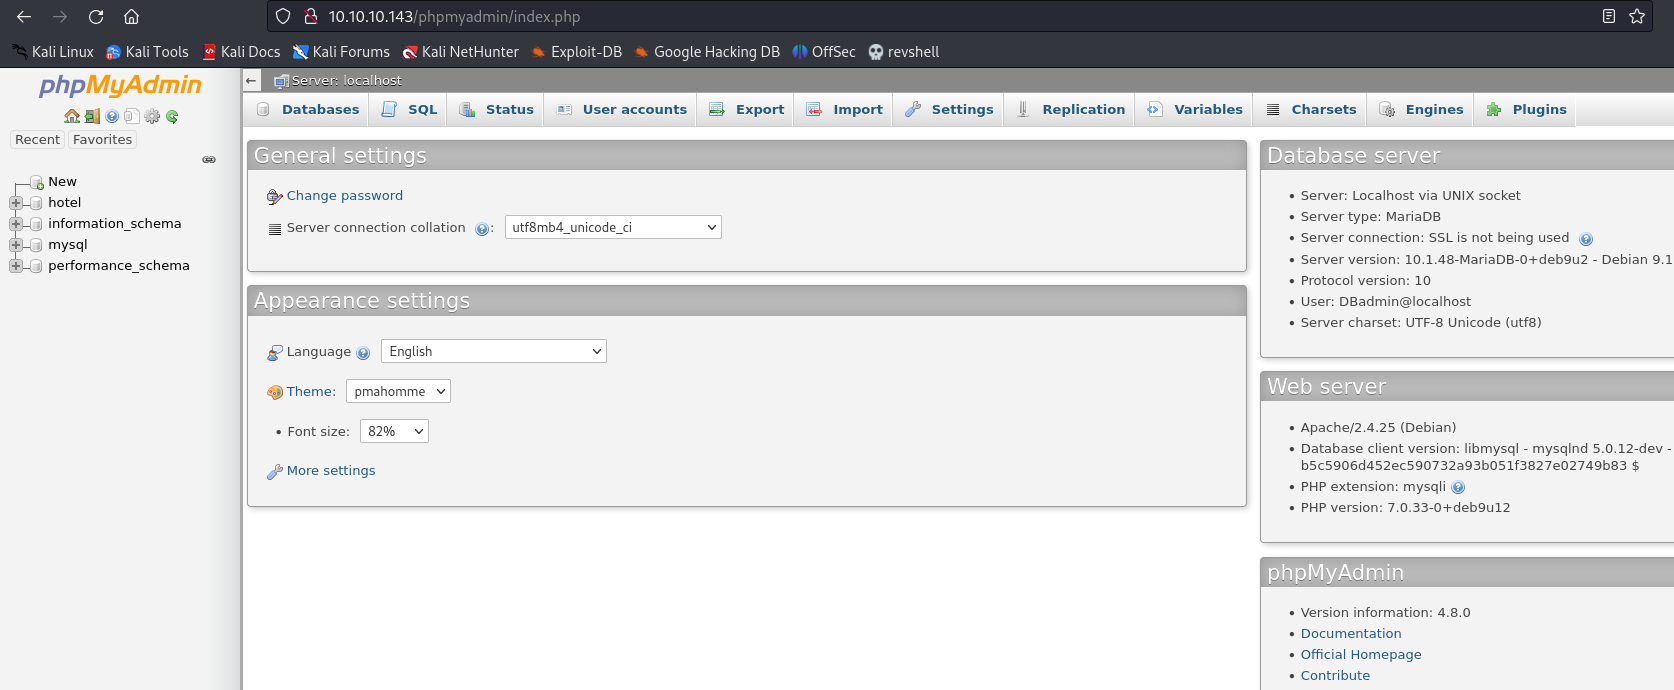 10.10.10.143/phpmyadmin/index.php
Kali Linux Kali Tools Kali Docs Kali Forums Kali NetHunter Exploit-DB Google Hacking DB OffSec revshell
phpMyAdmin
Recent Favorites
New
hotel
information_schema
mysql
performance_schema
Server: localhost
Databases SQL Status User accounts Export Import Settings Replication Variables Charsets Engines Plugins
General settings
Change password
Server connection collation : utf8mb4_unicode_ci
Appearance settings
Language English
Theme: pmahomme
• Font size: 82%
More settings
Database server
• Server: Localhost via UNIX socket
• Server type: MariaDB
• Server connection: SSL is not being used
• Server version: 10.1.48-MariaDB-0+deb9u2 - Debian 9.1
• Protocol version: 10
• User: DBadmin@localhost
• Server charset: UTF-8 Unicode (utf8)
Web server
• Apache/2.4.25 (Debian)
• Database client version: libmysql - mysqlnd 5.0.12-dev -
b5c5906d452ec590732a93b051f3827e02749b83 $
• PHP extension: mysqli
• PHP version: 7.0.33-0+deb9u12
phpMyAdmin
• Version information: 4.8.0
• Documentation
• Official Homepage
• Contribute